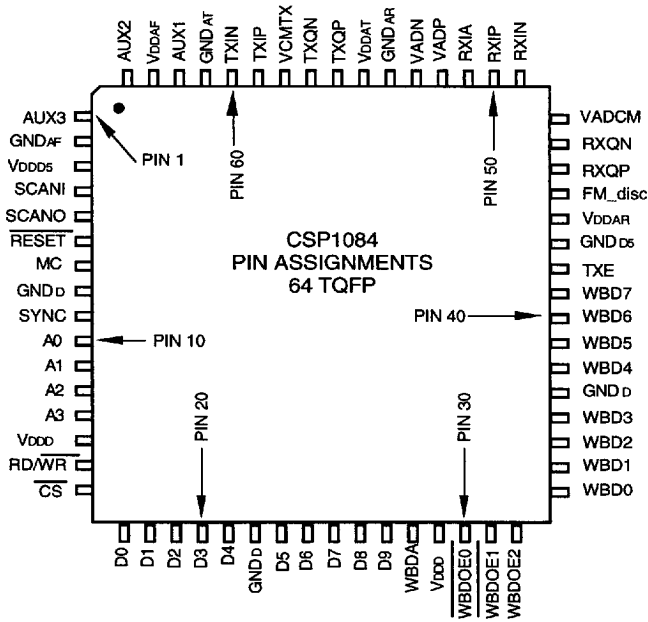 AUX2
VDDAF
AUX1
GNDAT
TXIN
TXIP
VCMTX
TXQN
TXQP
VDDAT
GNDAR
VADN
VADP
RXIA
RXIP
RXIN
AUX3
GNDAF
VDDD5
SCANI
SCANO
RESET
MC
GNDD
SYNC
A0
A1
A2
A3
VDDD
RD/WR
CS
PIN 1
PIN 60
PIN 50
CSP1084
PIN ASSIGNMENTS
64 TQFP
PIN 40
PIN 10
PIN 20
PIN 30
VADCM
RXQN
RXQP
FM_disc
VDDAR
GNDD5
TXE
WBD7
WBD6
WBD5
WBD4
GNDD
WBD3
WBD2
WBD1
WBD0
D0
D1
D2
D3
D4
GNDD
D5
D6
D7
D8
D9
WBDA
VDDD
WBDOE0
WBDOE1
WBDOE2